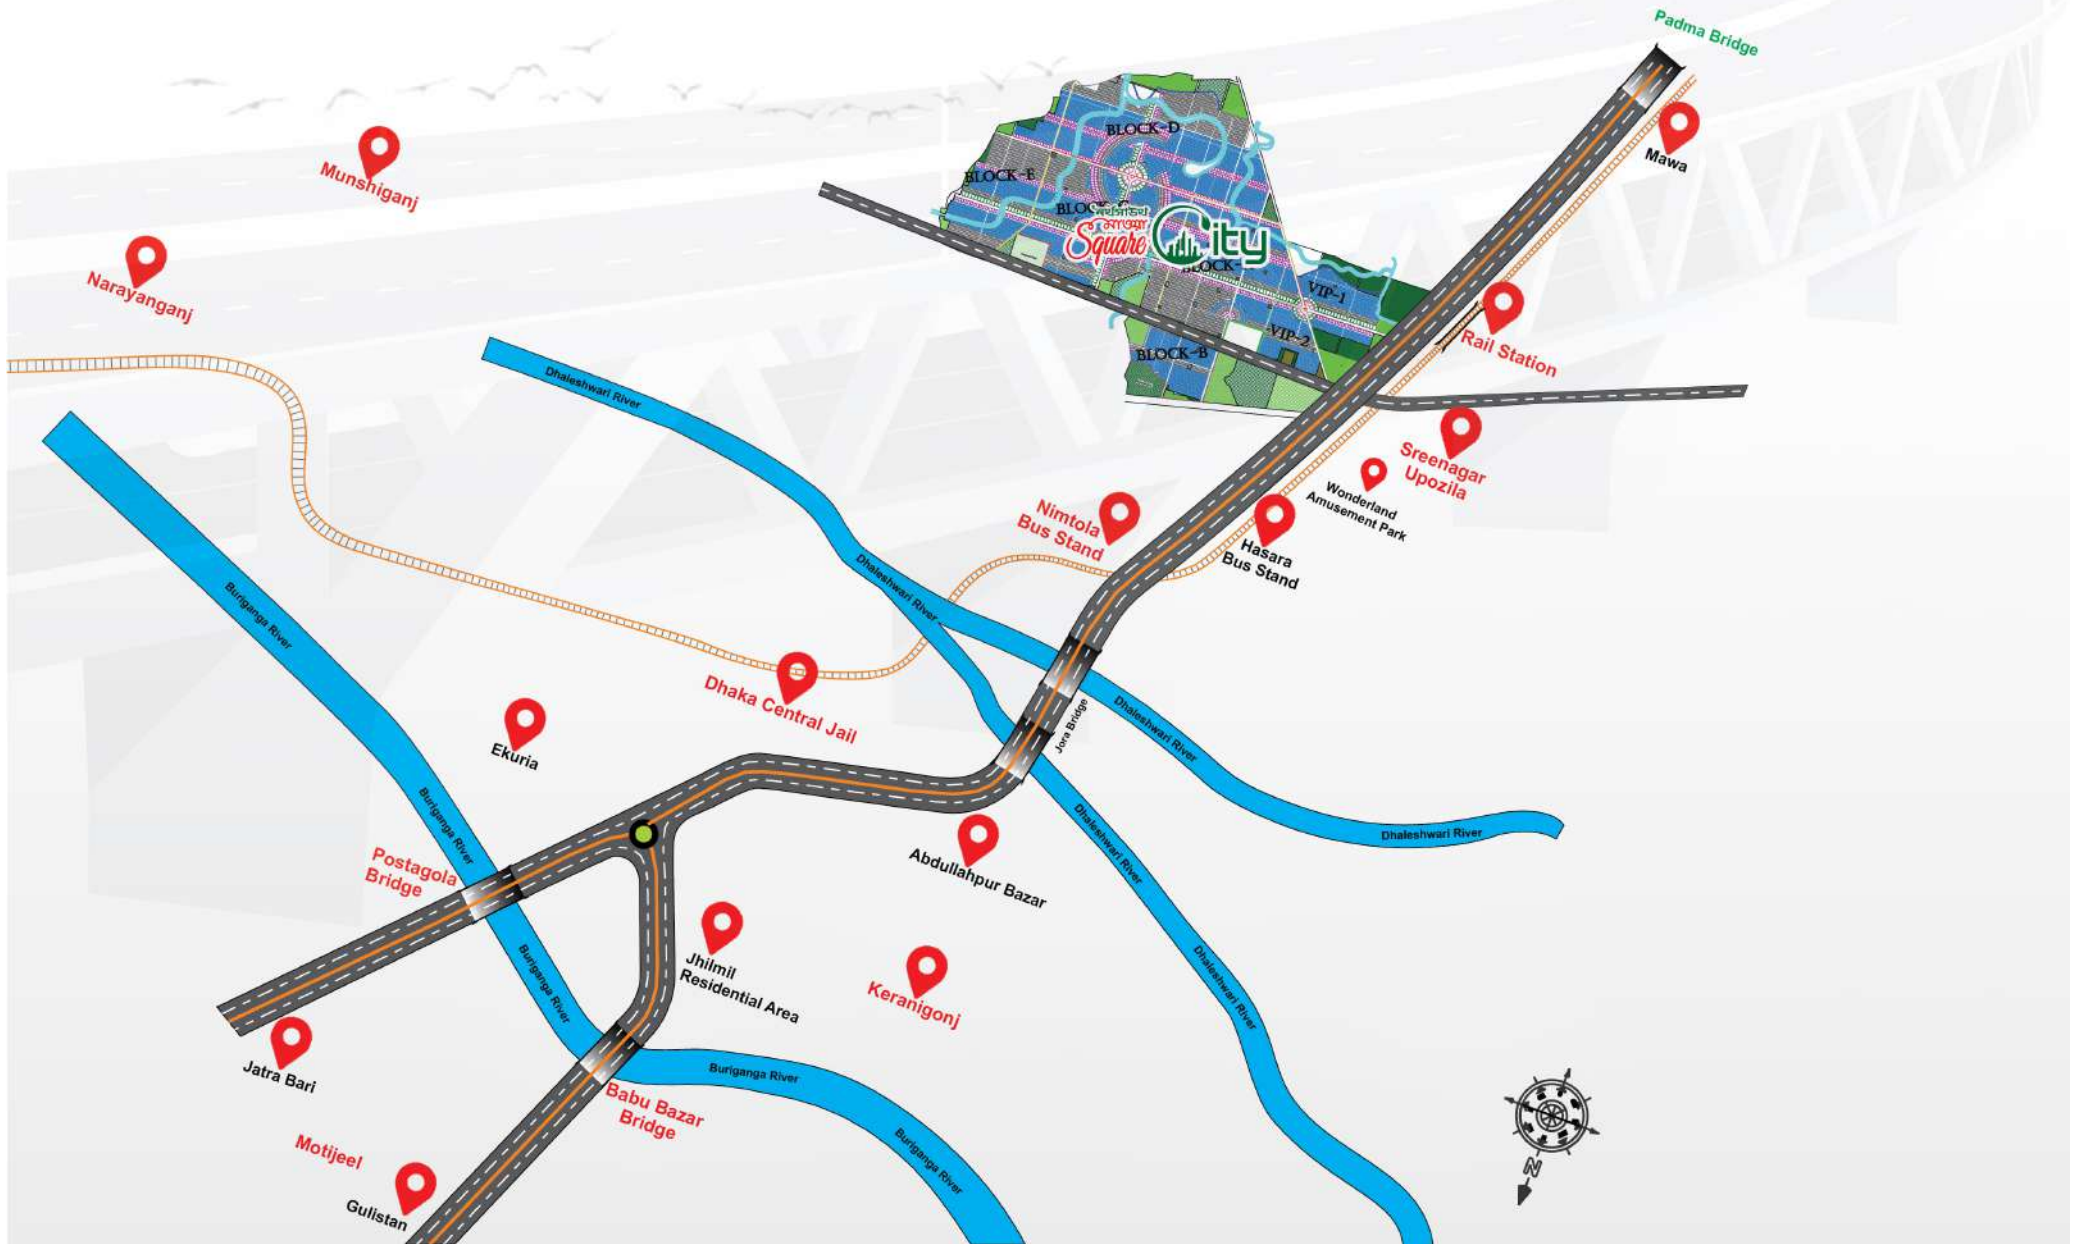 Padma Bridge
Mawa
Munshiganj
Narayanganj
BLOCK-D
BLOCK-E
মাওয়া
Square City
VIP-1
VIP-2
BLOCK-B
Rail Station
Sreenagar
Upozila
Wonderland
Amusement Park
Nimtola
Bus Stand
Hasara
Bus Stand
Dhaleshwari River
Dhaleshwari River
Buriganga River
Dhaka Central Jail
Jora Bridge
Dhaleshwari River
Ekuria
Buriganga River
Dhaleshwari River
Dhaleshwari River
Abdullahpur Bazar
Postagola
Bridge
Jhilmil
Residential Area
Keranigonj
Buriganga River
Dhaleshwari River
Jatra Bari
Buriganga River
Babu Bazar
Bridge
Motijeel
Gulistan
Buriganga River
N